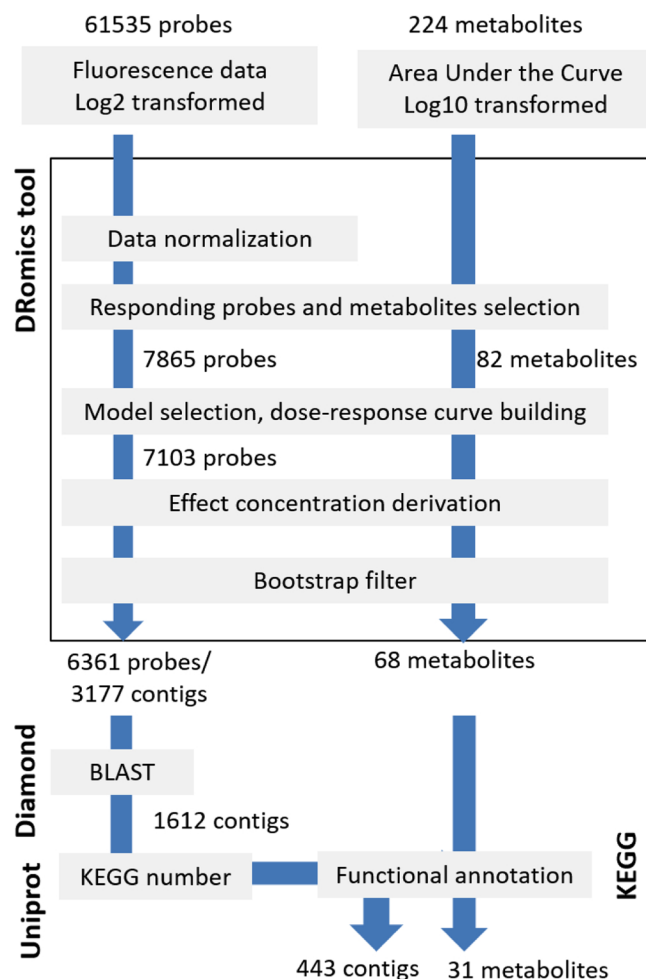 61535 probes
224 metabolites
Fluorescence data
Log2 transformed
Area Under the Curve
Log10 transformed
DRomics tool
Data normalization
Responding probes and metabolites selection
7865 probes
82 metabolites
Model selection, dose-response curve building
7103 probes
Effect concentration derivation
Bootstrap filter
6361 probes/
3177 contigs
68 metabolites
Diamond
BLAST
1612 contigs
Uniprot
KEGG number
Functional annotation
KEGG
443 contigs
31 metabolites